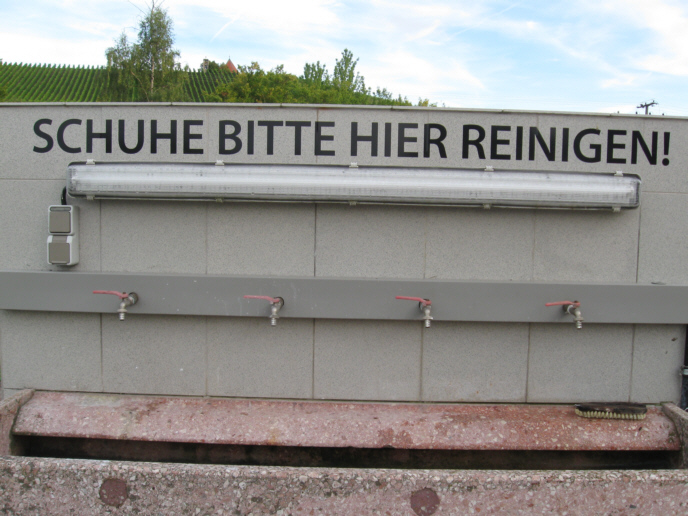 SCHUHE BITTE HIER REINIGEN!